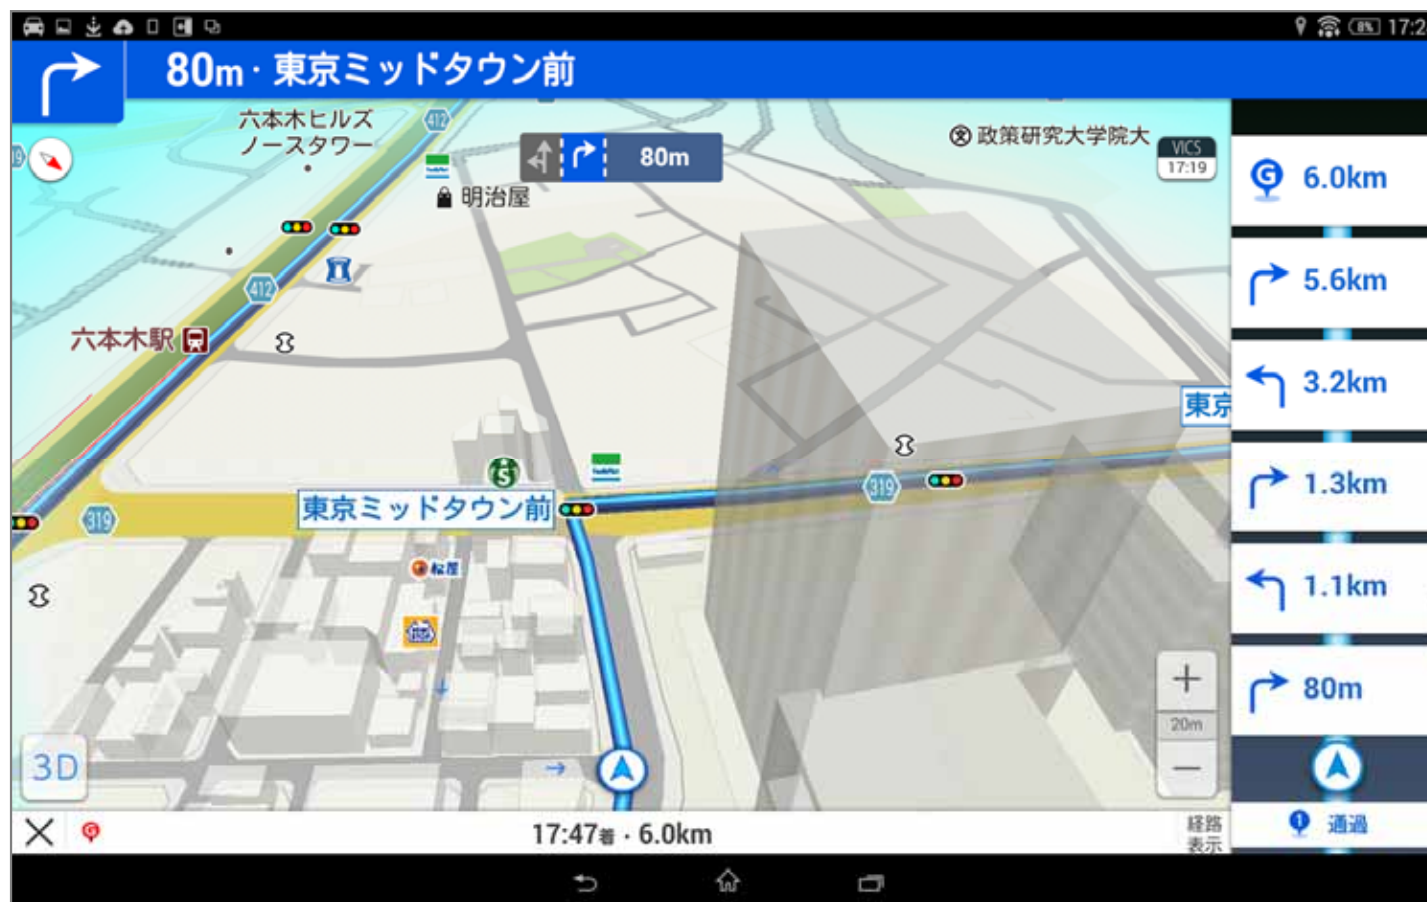 8% 17:2
80m・東京ミッドタウン前
六本木ヒルズ
ノースタワー
412
80m
政策研究大学院大
VICS
17:19
明治屋
412
六本木駅
東京
319
319
東京ミッドタウン前
松屋
3D
20m
17:47着・6.0km
経路
表示
G 6.0km
5.6km
3.2km
1.3km
1.1km
80m
1 通過